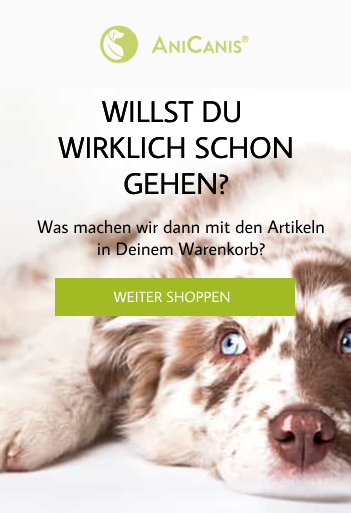 ANICANIS®
WILLST DU
WIRKLICH SCHON
GEHEN?
Was machen wir dann mit den Artikeln
in Deinem Warenkorb?
WEITER SHOPPEN